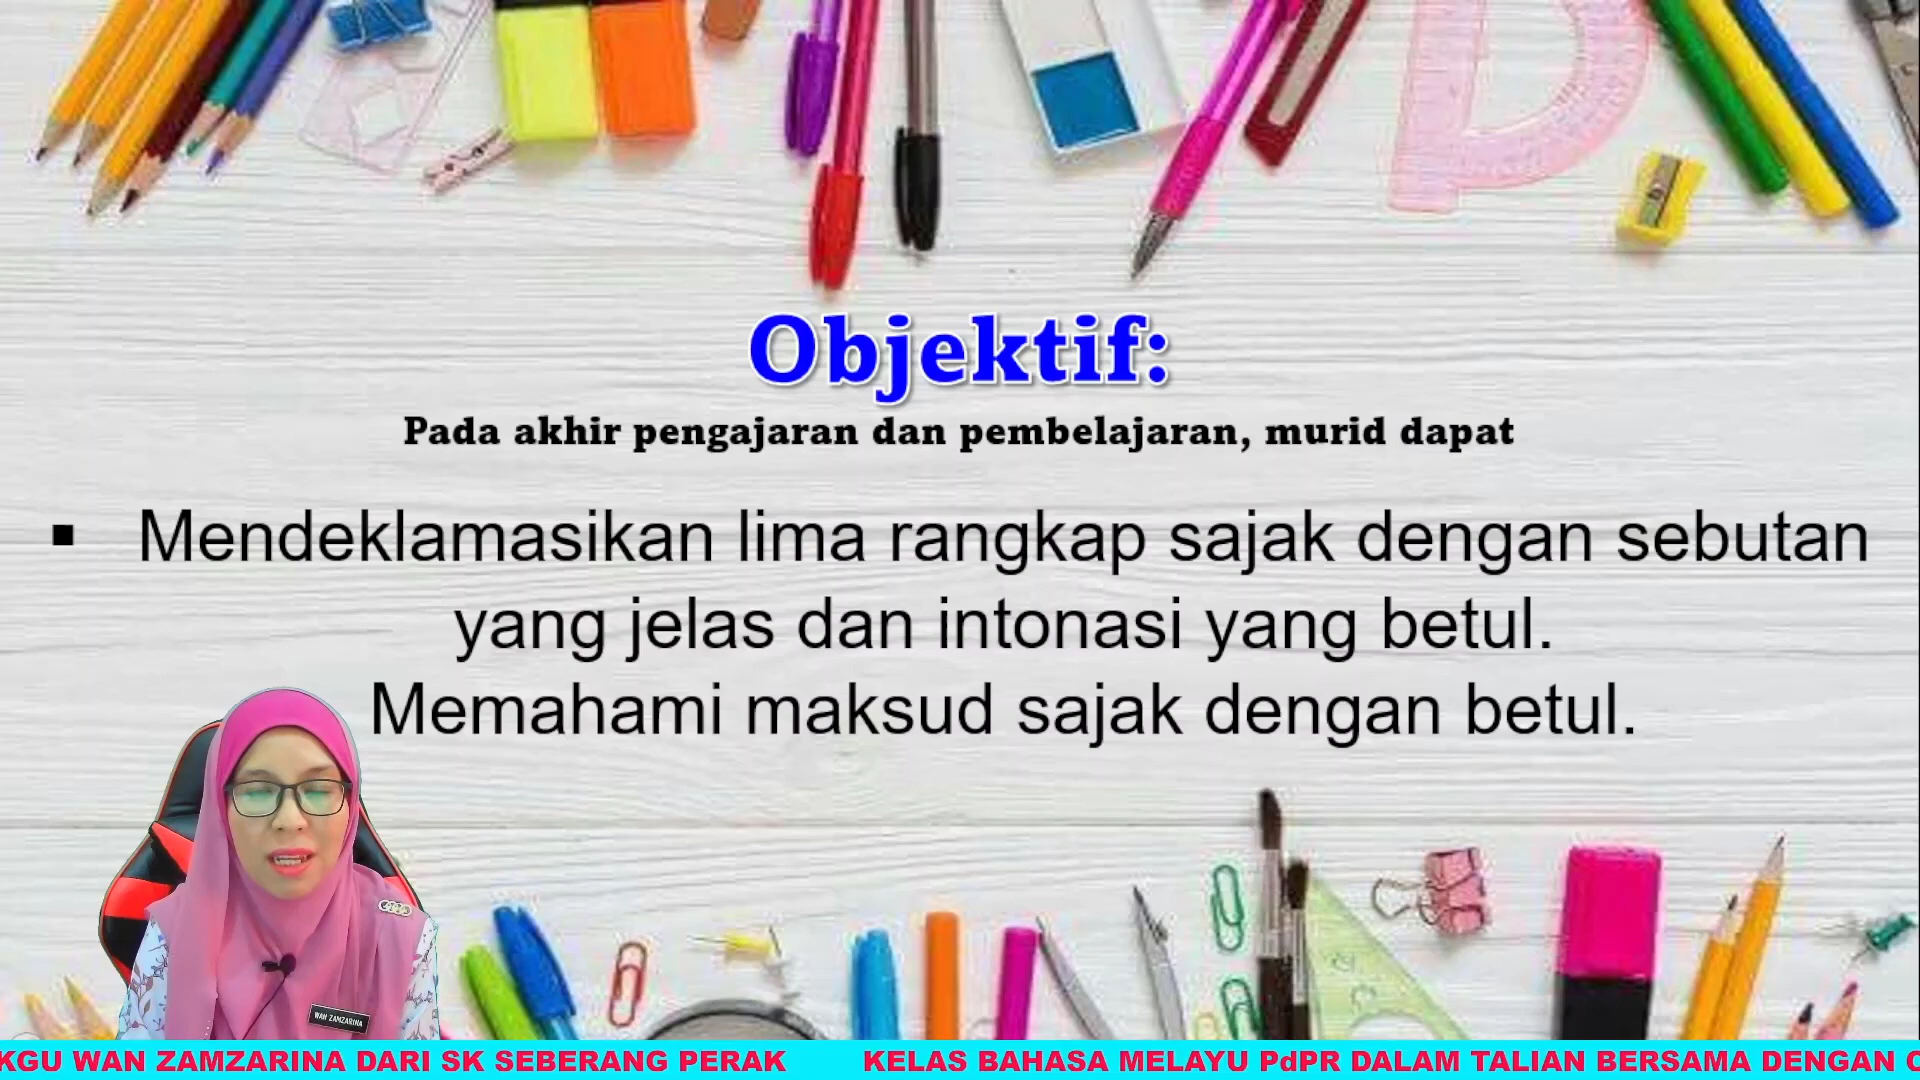 Objektif:
Pada akhir pengajaran dan pembelajaran, murid dapat
▪ Mendeklamasikan lima rangkap sajak dengan sebutan
yang jelas dan intonasi yang betul.
Memahami maksud sajak dengan betul.
WAN ZAMZARINA
KGU WAN ZAMZARINA DARI SK SEBERANG PERAK KELAS BAHASA MELAYU PdPR DALAM TALIAN BERSAMA DENGAN